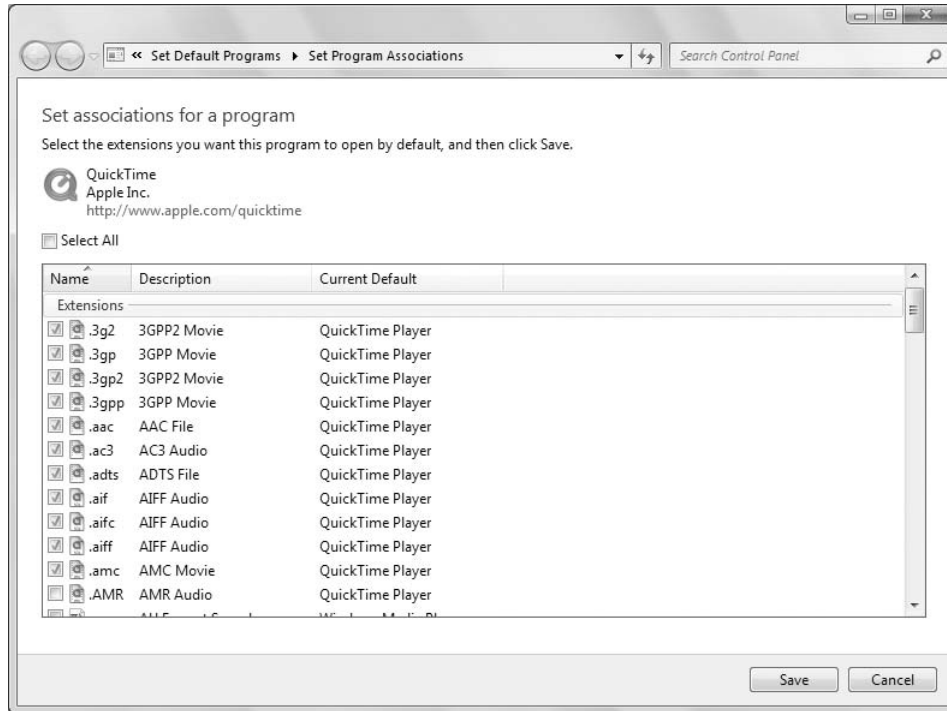 « Set Default Programs ▸ Set Program Associations
Search Control Panel
Set associations for a program
Select the extensions you want this program to open by default, and then click Save.
QuickTime
Apple Inc.
http://www.apple.com/quicktime
Select All
Name Description Current Default
Extensions
.3g2 3GPP2 Movie QuickTime Player
.3gp 3GPP Movie QuickTime Player
.3gp2 3GPP2 Movie QuickTime Player
.3gpp 3GPP Movie QuickTime Player
.aac AAC File QuickTime Player
.ac3 AC3 Audio QuickTime Player
.adts ADTS File QuickTime Player
.aif AIFF Audio QuickTime Player
.aifc AIFF Audio QuickTime Player
.aiff AIFF Audio QuickTime Player
.amc AMC Movie QuickTime Player
.AMR AMR Audio QuickTime Player
Save Cancel